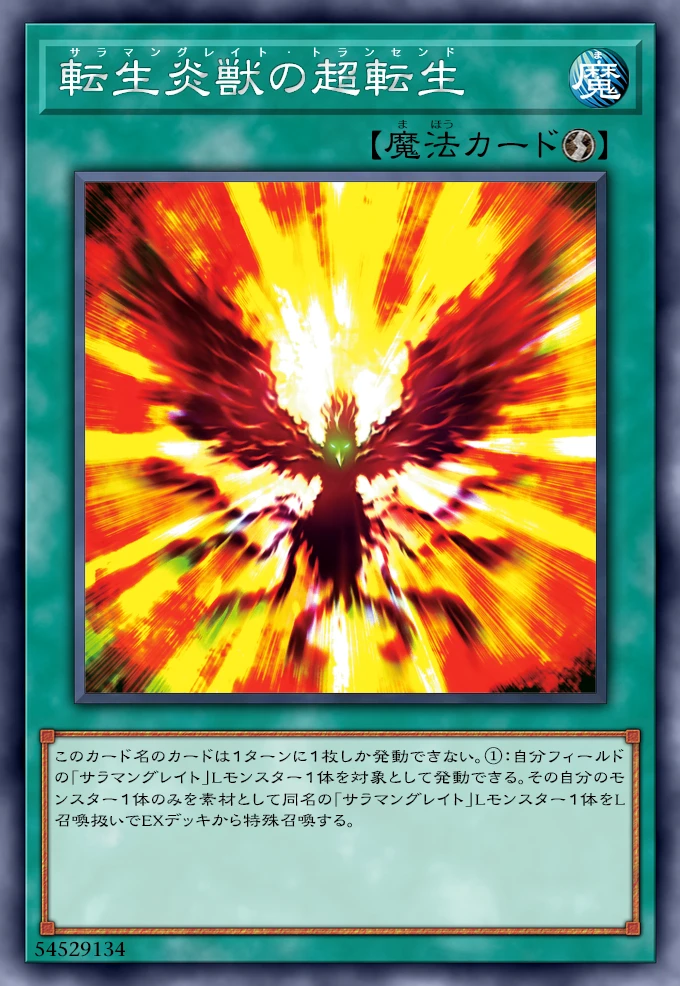 サラマングレイト・トランセンド
転生炎獣の超転生
ま
魔
ま ほう
【魔法カード】
このカード名のカードは1ターンに1枚しか発動できない。①:自分フィールド
の「サラマングレイト」Lモンスター1体を対象として発動できる。その自分のモ
ンスター1体のみを素材として同名の「サラマングレイト」Lモンスター1体をL
召喚扱いでEXデッキから特殊召喚する。
54529134